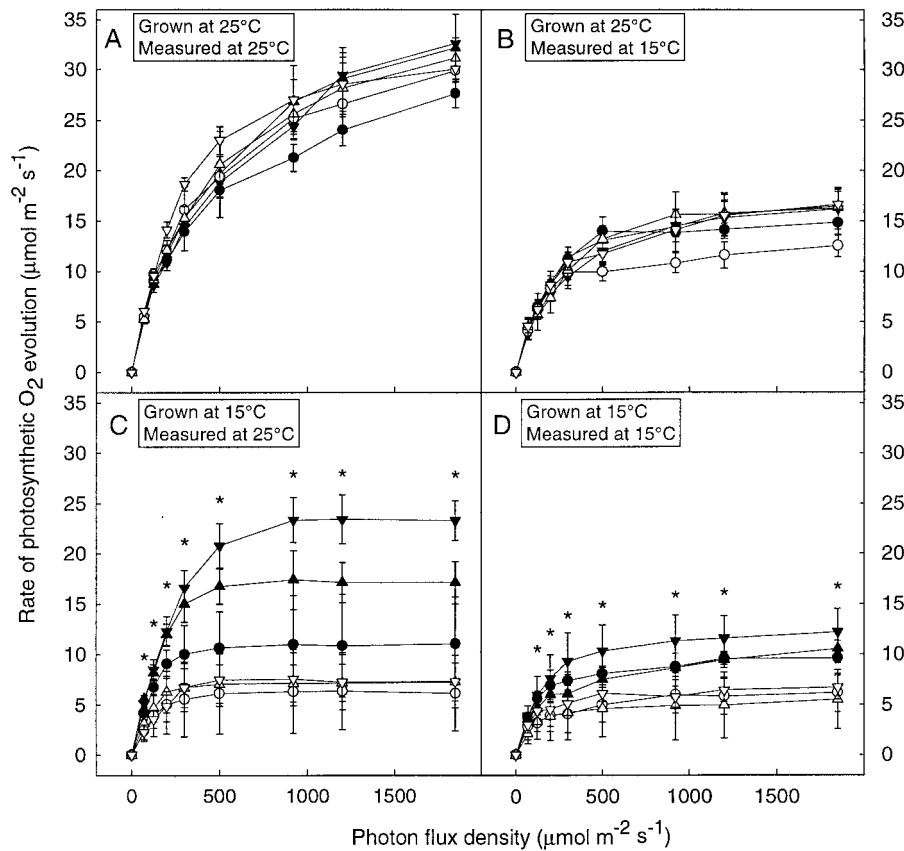 A
Grown at 25°C
Measured at 25°C
B
Grown at 25°C
Measured at 15°C
35
30
25
20
15
10
5
0
35
30
25
20
15
10
5
0
C
Grown at 15°C
Measured at 25°C
D
Grown at 15°C
Measured at 15°C
* * * * * * * *
* * * * * * *
35
30
25
20
15
10
5
0
35
30
25
20
15
10
5
0
0 500 1000 1500
0 500 1000 1500
Rate of photosynthetic O₂ evolution (μmol m⁻² s⁻¹)
Photon flux density (μmol m⁻² s⁻¹)